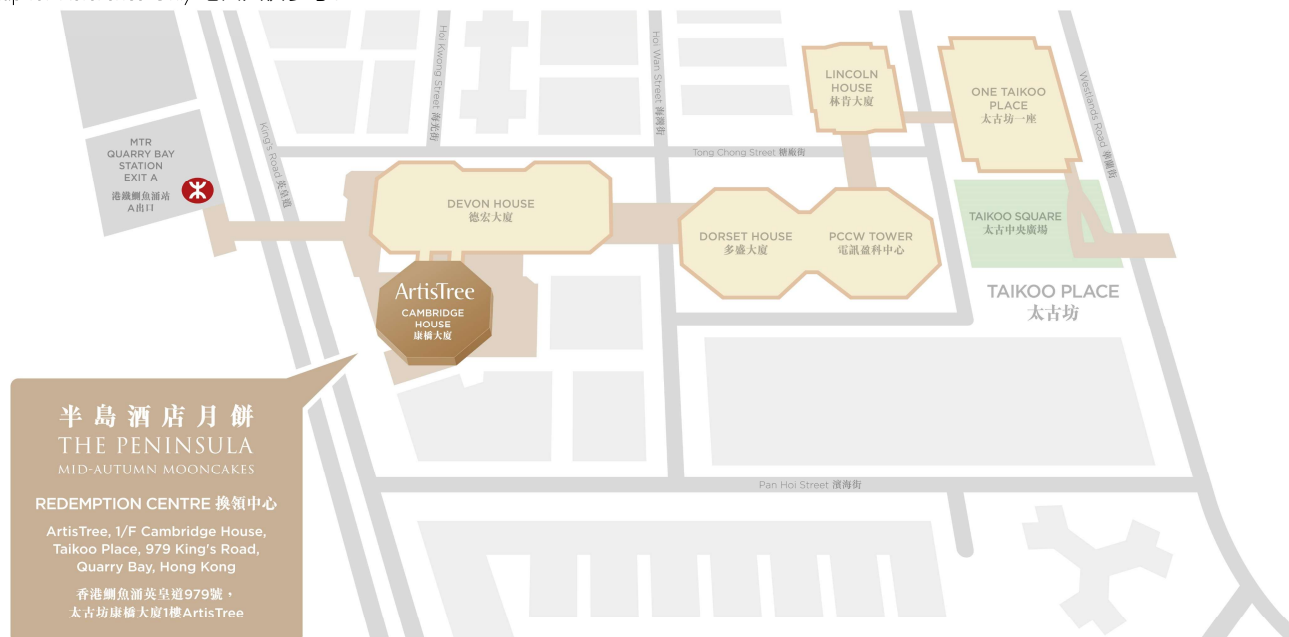 Hoi Kwong Street 海光街
Hoi Wan Street 海灣街
LINCOLN
HOUSE
林肯大廈
ONE TAIKOO
PLACE
太古坊一座
Westlands Road 華蘭街
MTR
QUARRY BAY
STATION
EXIT A
港鐵鰂魚涌站
A出口
King's Road 英皇道
Tong Chong Street 糖廠街
DEVON HOUSE
德宏大廈
DORSET HOUSE
多盛大廈
PCCW TOWER
電訊盈科中心
TAIKOO SQUARE
太古中央廣場
TAIKOO PLACE
太古坊
ArtisTree
CAMBRIDGE
HOUSE
康橋大廈
半島酒店月餅
THE PENINSULA
MID-AUTUMN MOONCAKES
REDEMPTION CENTRE 換領中心
ArtisTree, 1/F Cambridge House,
Taikoo Place, 979 King's Road,
Quarry Bay, Hong Kong
香港鰂魚涌英皇道979號，
太古坊康橋大廈1樓ArtisTree
Pan Hoi Street 濱海街